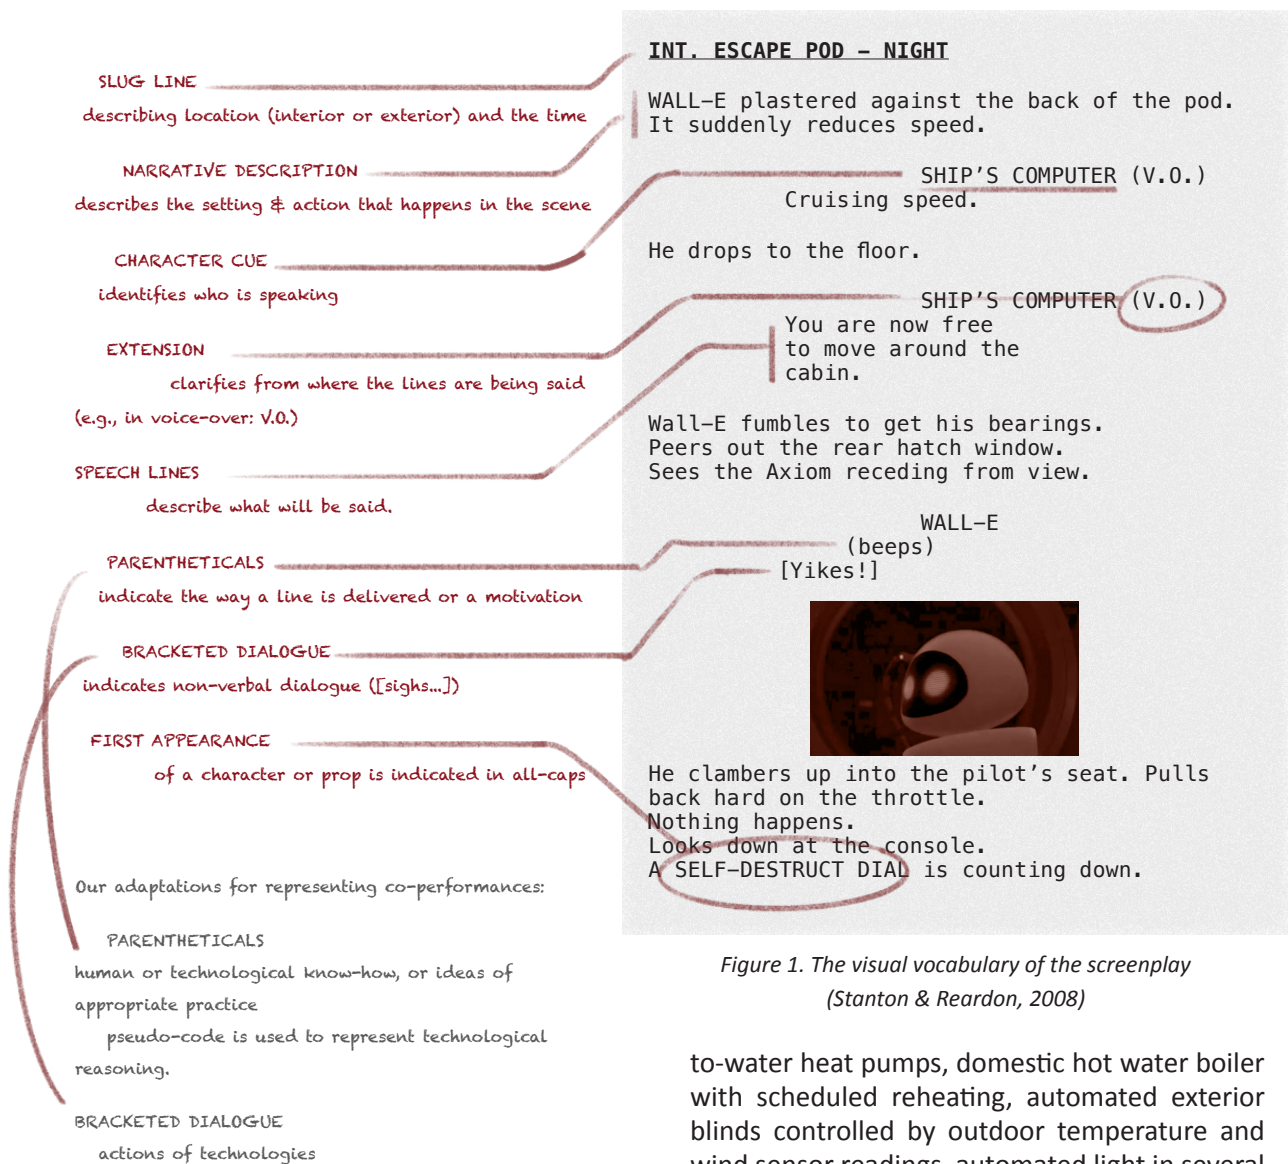 SLUG LINE
describing location (interior or exterior) and the time
NARRATIVE DESCRIPTION
describes the setting & action that happens in the scene
CHARACTER CUE
identifies who is speaking
EXTENSION
clarifies from where the lines are being said
(e.g., in voice-over: V.O.)
SPEECH LINES
describe what will be said.
PARENTHETICALS
indicate the way a line is delivered or a motivation
BRACKETED DIALOGUE
indicates non-verbal dialogue ([sighs...])
FIRST APPEARANCE
of a character or prop is indicated in all-caps
Our adaptations for representing co-performances:
PARENTHETICALS
human or technological know-how, or ideas of
appropriate practice
pseudo-code is used to represent technological
reasoning.
BRACKETED DIALOGUE
actions of technologies
INT. ESCAPE POD – NIGHT
WALL–E plastered against the back of the pod.
It suddenly reduces speed.
SHIP'S COMPUTER (V.O.)
Cruising speed.
He drops to the floor.
SHIP'S COMPUTER (V.O.)
You are now free
to move around the
cabin.
Wall–E fumbles to get his bearings.
Peers out the rear hatch window.
Sees the Axiom receding from view.
WALL–E
(beeps)
[Yikes!]
He clambers up into the pilot's seat. Pulls
back hard on the throttle.
Nothing happens.
Looks down at the console.
A SELF–DESTRUCT DIAL is counting down.
Figure 1. The visual vocabulary of the screenplay
(Stanton & Reardon, 2008)
to-water heat pumps, domestic hot water boiler
with scheduled reheating, automated exterior
blinds controlled by outdoor temperature and
wind sensor readings, automated light in several